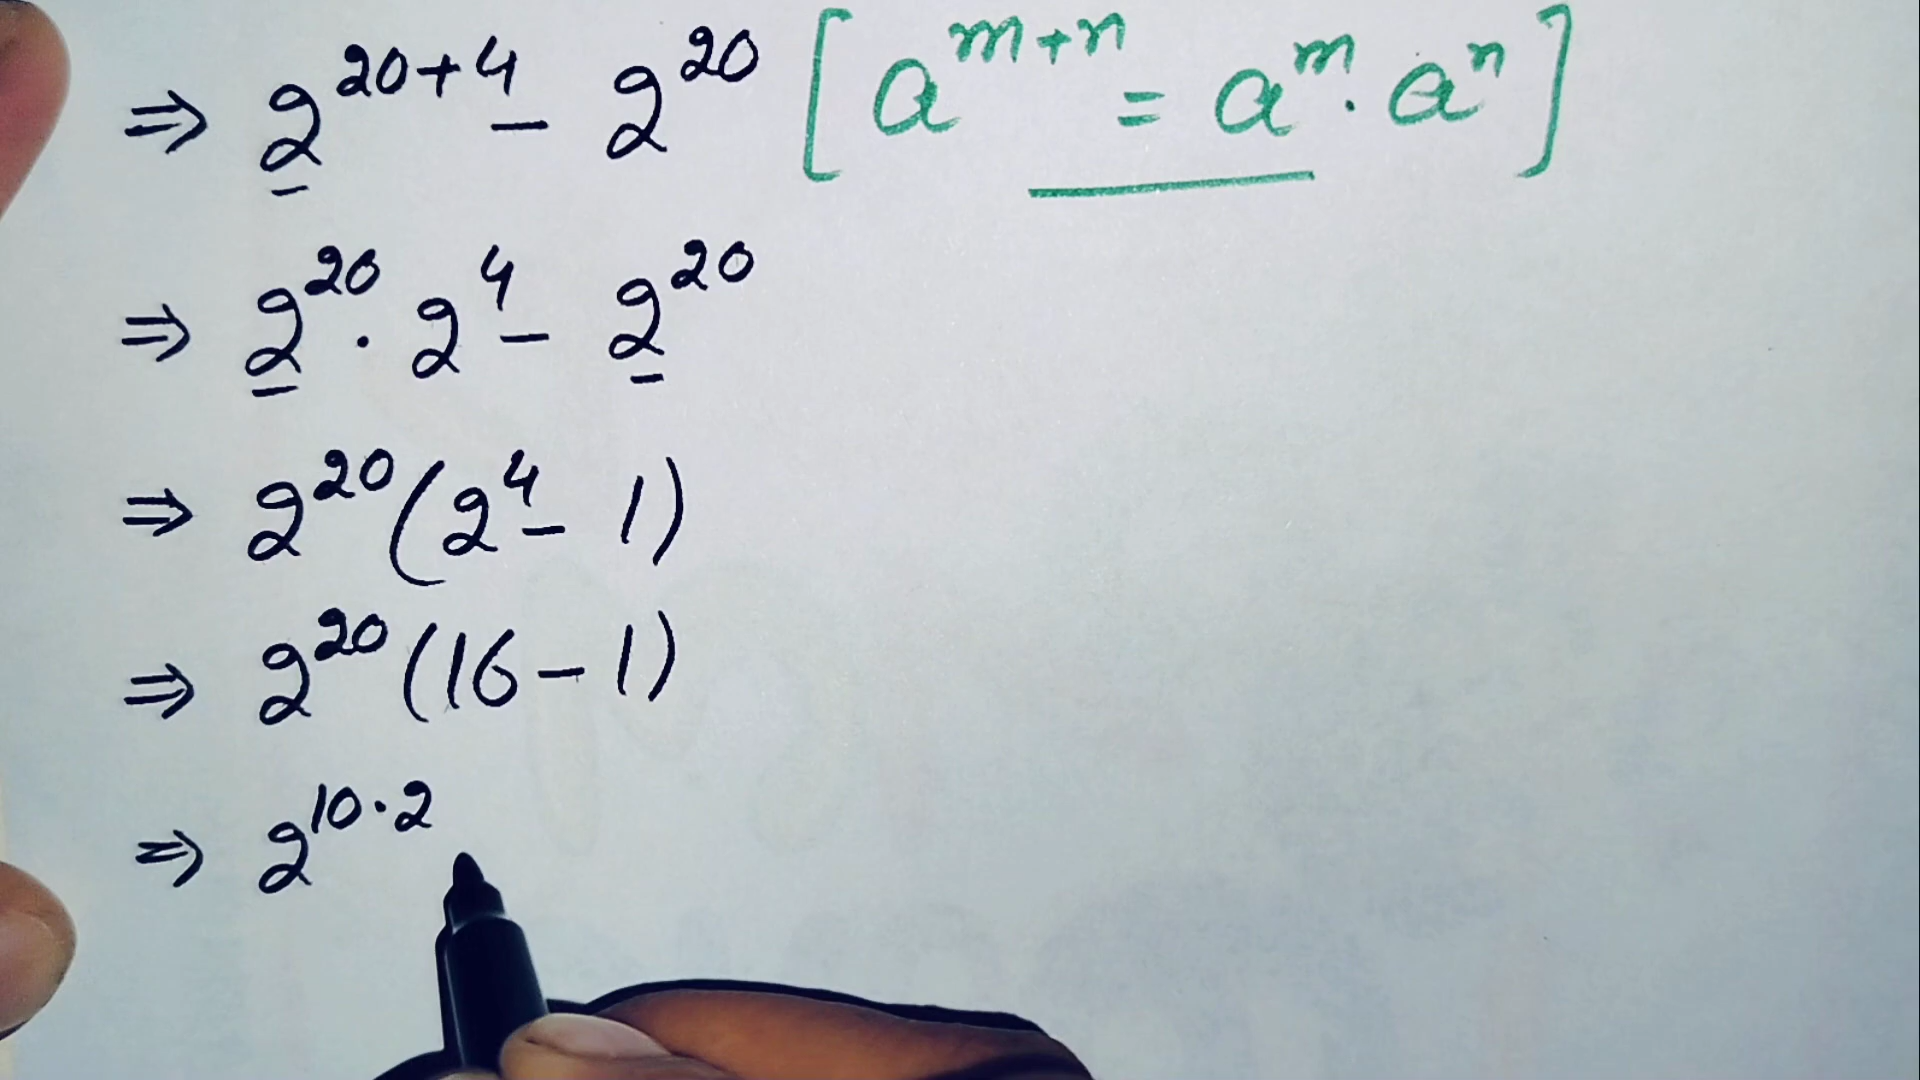 ⇒ 2^{20+4} - 2^{20} [a^{m+n} = a^m · a^n]
⇒ 2^{20} · 2^4 - 2^{20}
⇒ 2^{20}(2^4 - 1)
⇒ 2^{20}(16 - 1)
⇒ 2^{10·2}